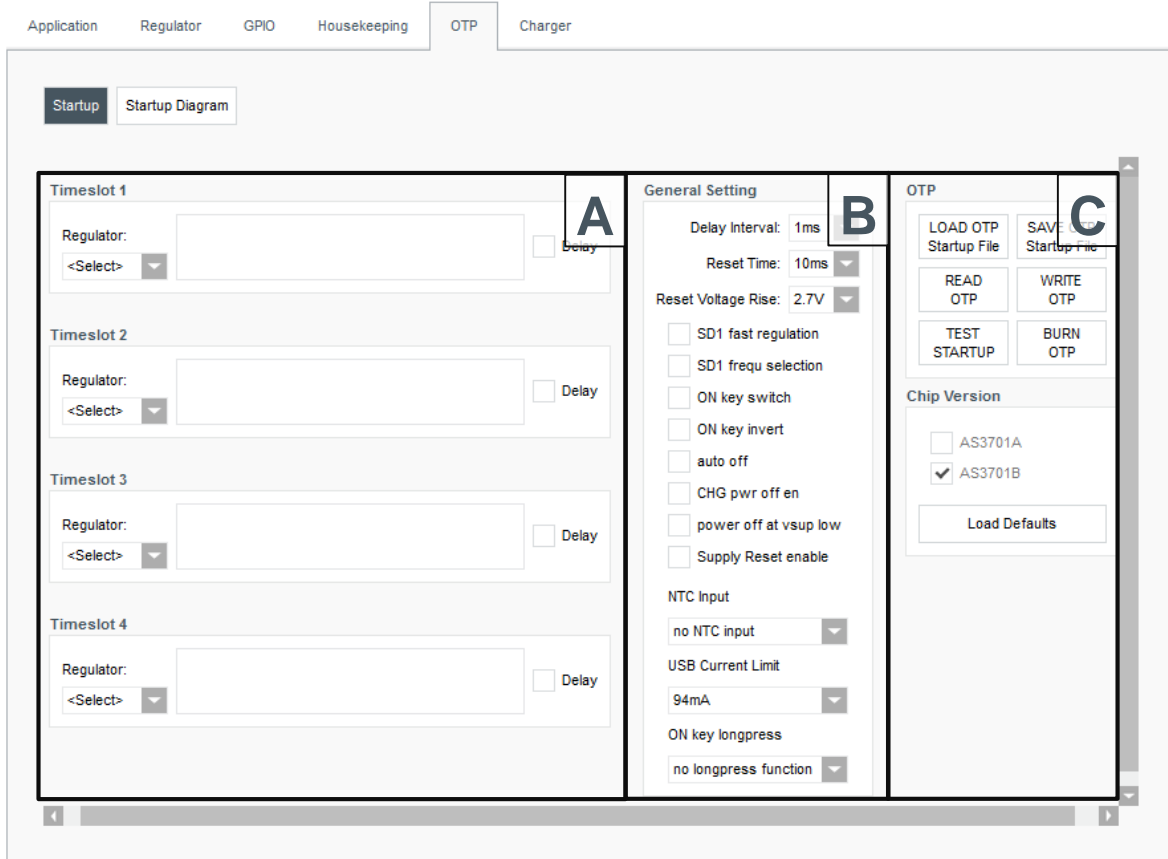 Application Regulator GPIO Housekeeping OTP Charger
Startup Startup Diagram
A
Timeslot 1
Regulator:
<Select>
Delay
Timeslot 2
Regulator:
<Select>
Delay
Timeslot 3
Regulator:
<Select>
Delay
Timeslot 4
Regulator:
<Select>
Delay
B
General Setting
Delay Interval: 1ms
Reset Time: 10ms
Reset Voltage Rise: 2.7V
SD1 fast regulation
SD1 frequ selection
ON key switch
ON key invert
auto off
CHG pwr off en
power off at vsup low
Supply Reset enable
NTC Input
no NTC input
USB Current Limit
94mA
ON key longpress
no longpress function
C
OTP
LOAD OTP
Startup File
SAVE OTP
Startup File
READ
OTP
WRITE
OTP
TEST
STARTUP
BURN
OTP
Chip Version
AS3701A
AS3701B
Load Defaults